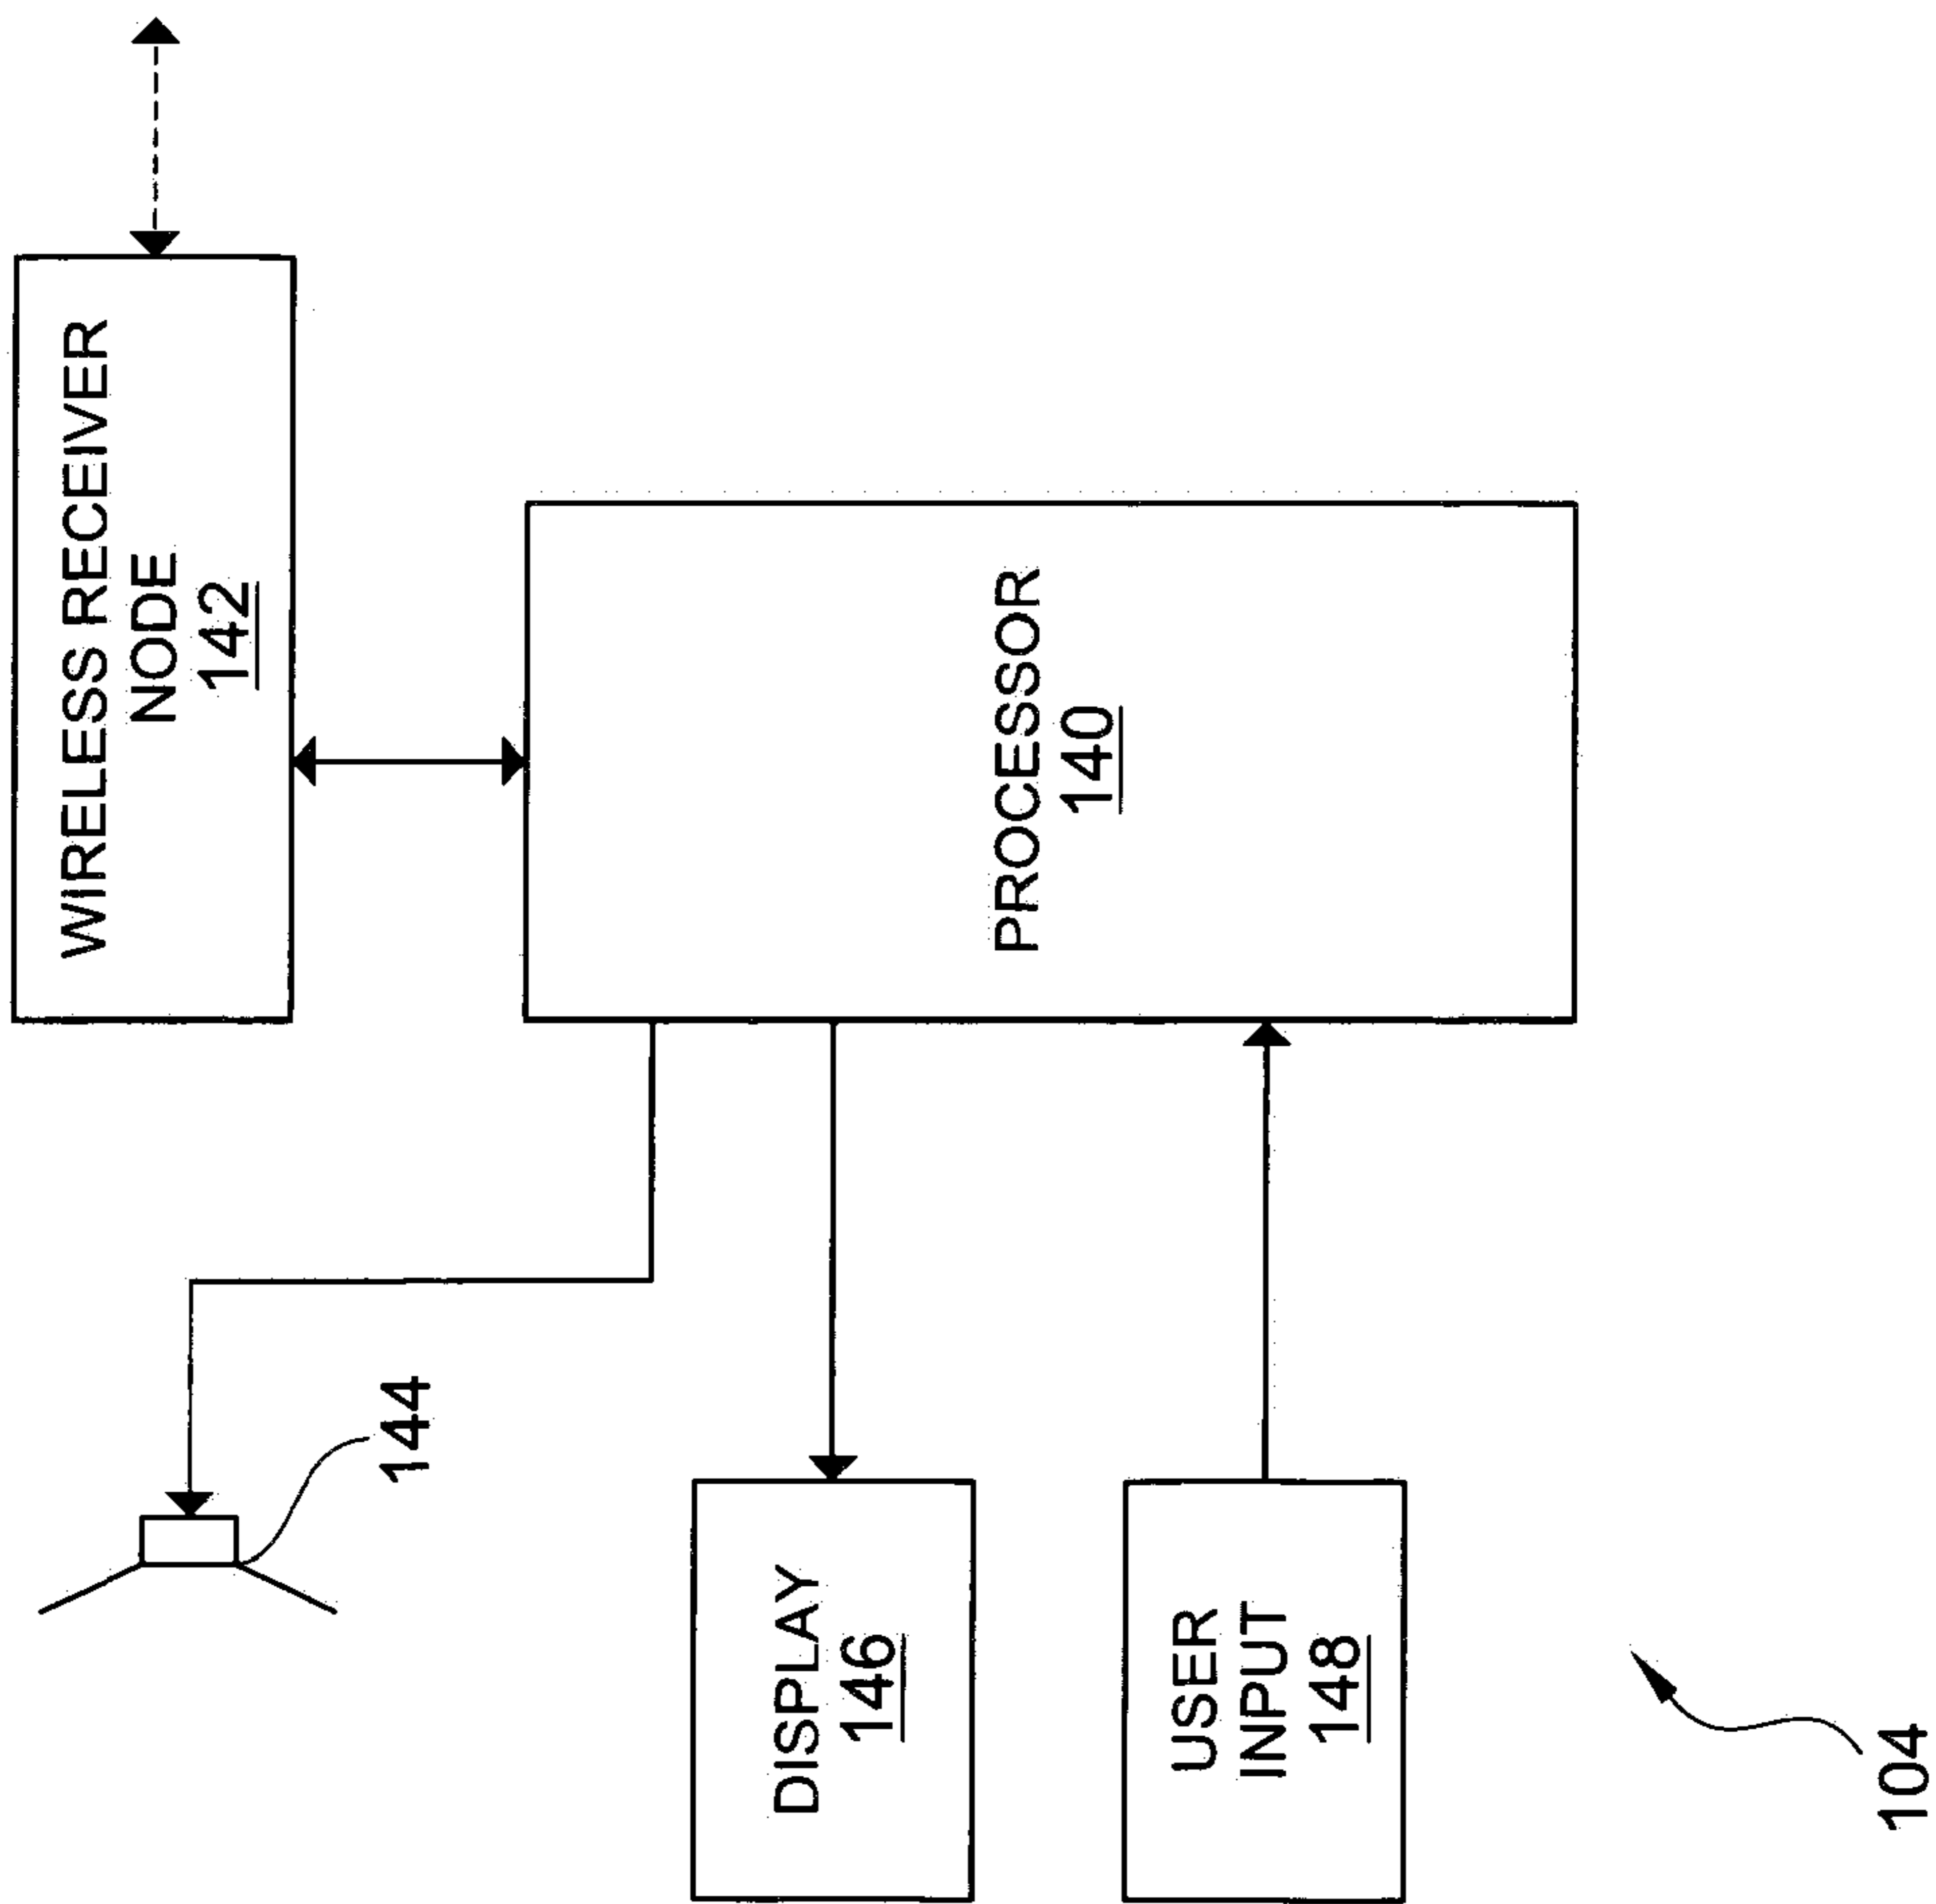 WIRELESS RECEIVER
NODE
142
144
PROCESSOR
140
DISPLAY
146
USER
INPUT
148
104